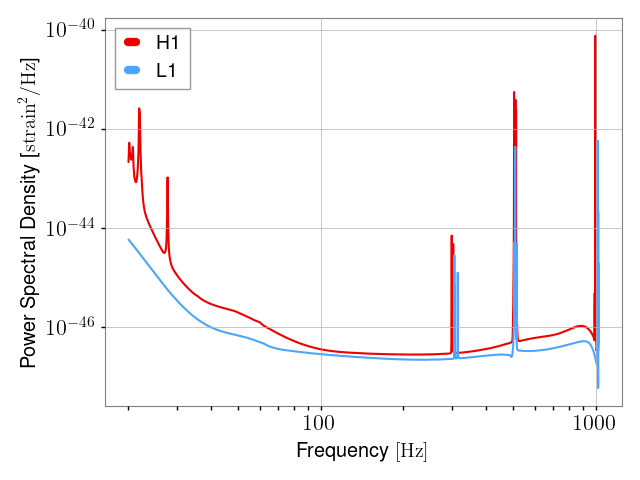 10⁻⁴⁰
10⁻⁴²
10⁻⁴⁴
10⁻⁴⁶
H1
L1
Power Spectral Density [strain²/Hz]
100
1000
Frequency [Hz]